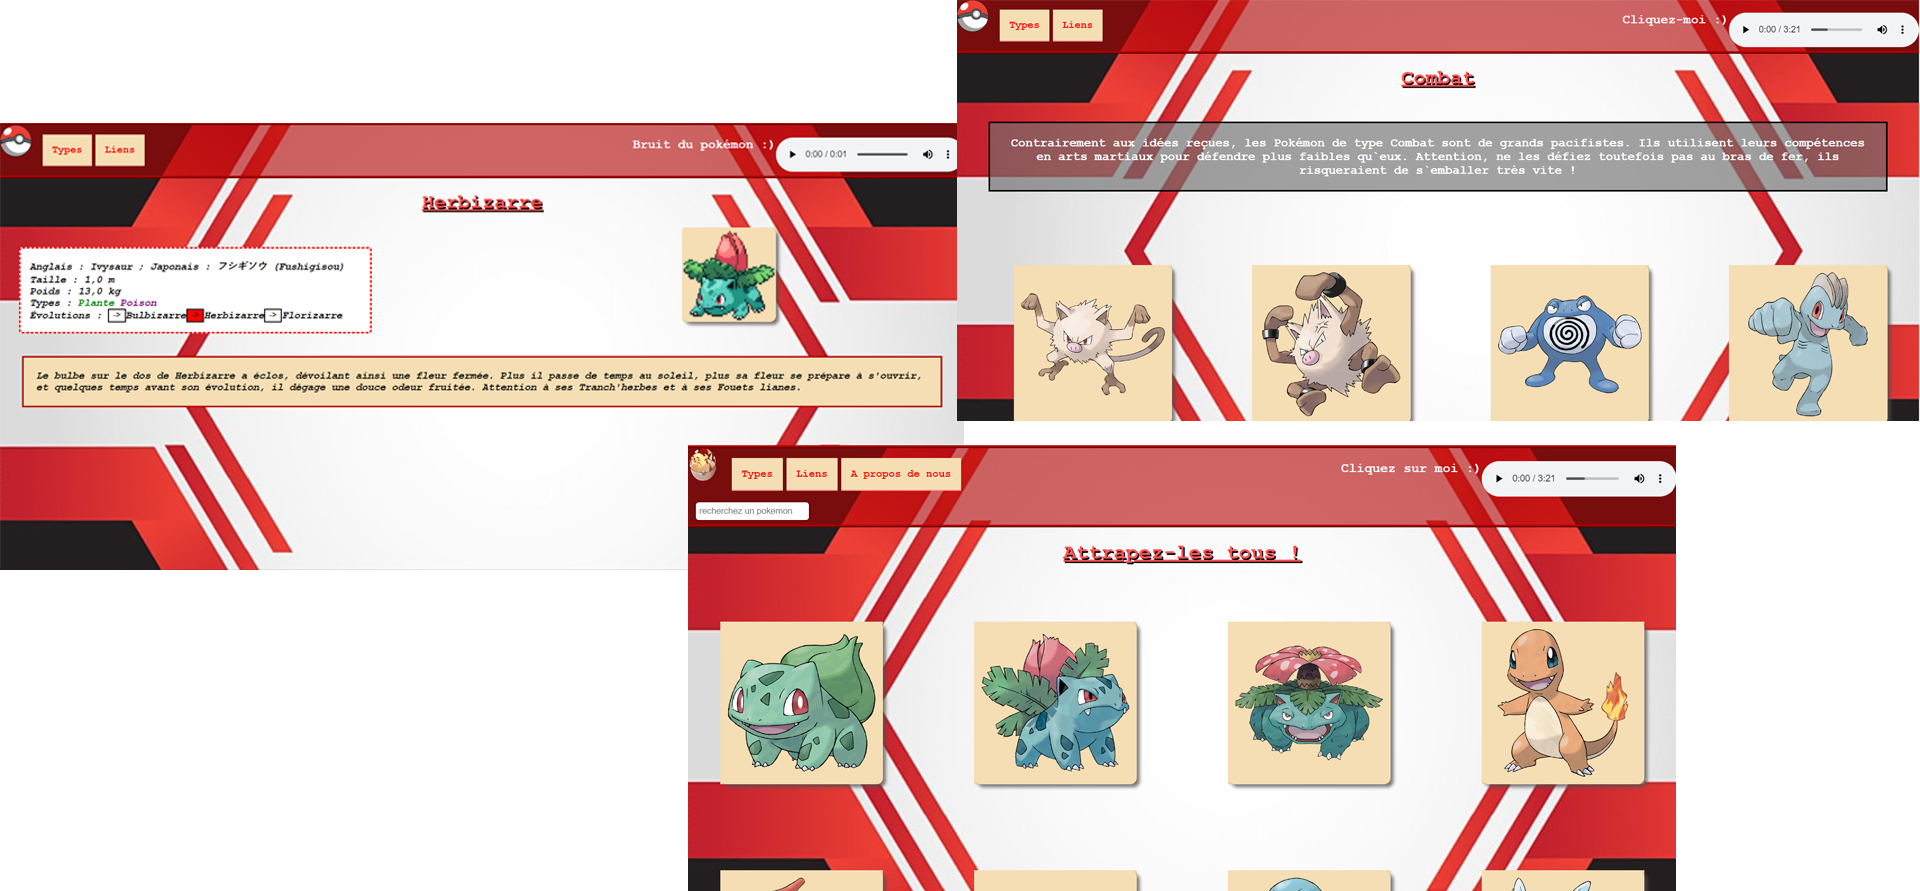 Types
Liens
Bruit du pokémon :)
0:00 / 0:01
Herbizarre
Anglais : Ivysaur ; Japonais : フシギソウ (Fushigisou)
Taille : 1,0 m
Poids : 13,0 kg
Types : Plante Poison
Évolutions : -> Bulbizarre -> Herbizarre -> Florizarre
Le bulbe sur le dos de Herbizarre a éclos, dévoilant ainsi une fleur fermée. Plus il passe de temps au soleil, plus sa fleur se prépare à s'ouvrir,
et quelques temps avant son évolution, il dégage une douce odeur fruitée. Attention à ses Tranch'herbes et à ses Fouets lianes.
Types
Liens
Cliquez-moi :)
0:00 / 3:21
Combat
Contrairement aux idées reçues, les Pokémon de type Combat sont de grands pacifistes. Ils utilisent leurs compétences
en arts martiaux pour défendre plus faibles qu`eux. Attention, ne les défiez toutefois pas au bras de fer, ils
risqueraient de s`emballer très vite !
Types
Liens
A propos de nous
Cliquez sur moi :)
0:00 / 3:21
recherchez un pokemon
Attrapez-les tous !